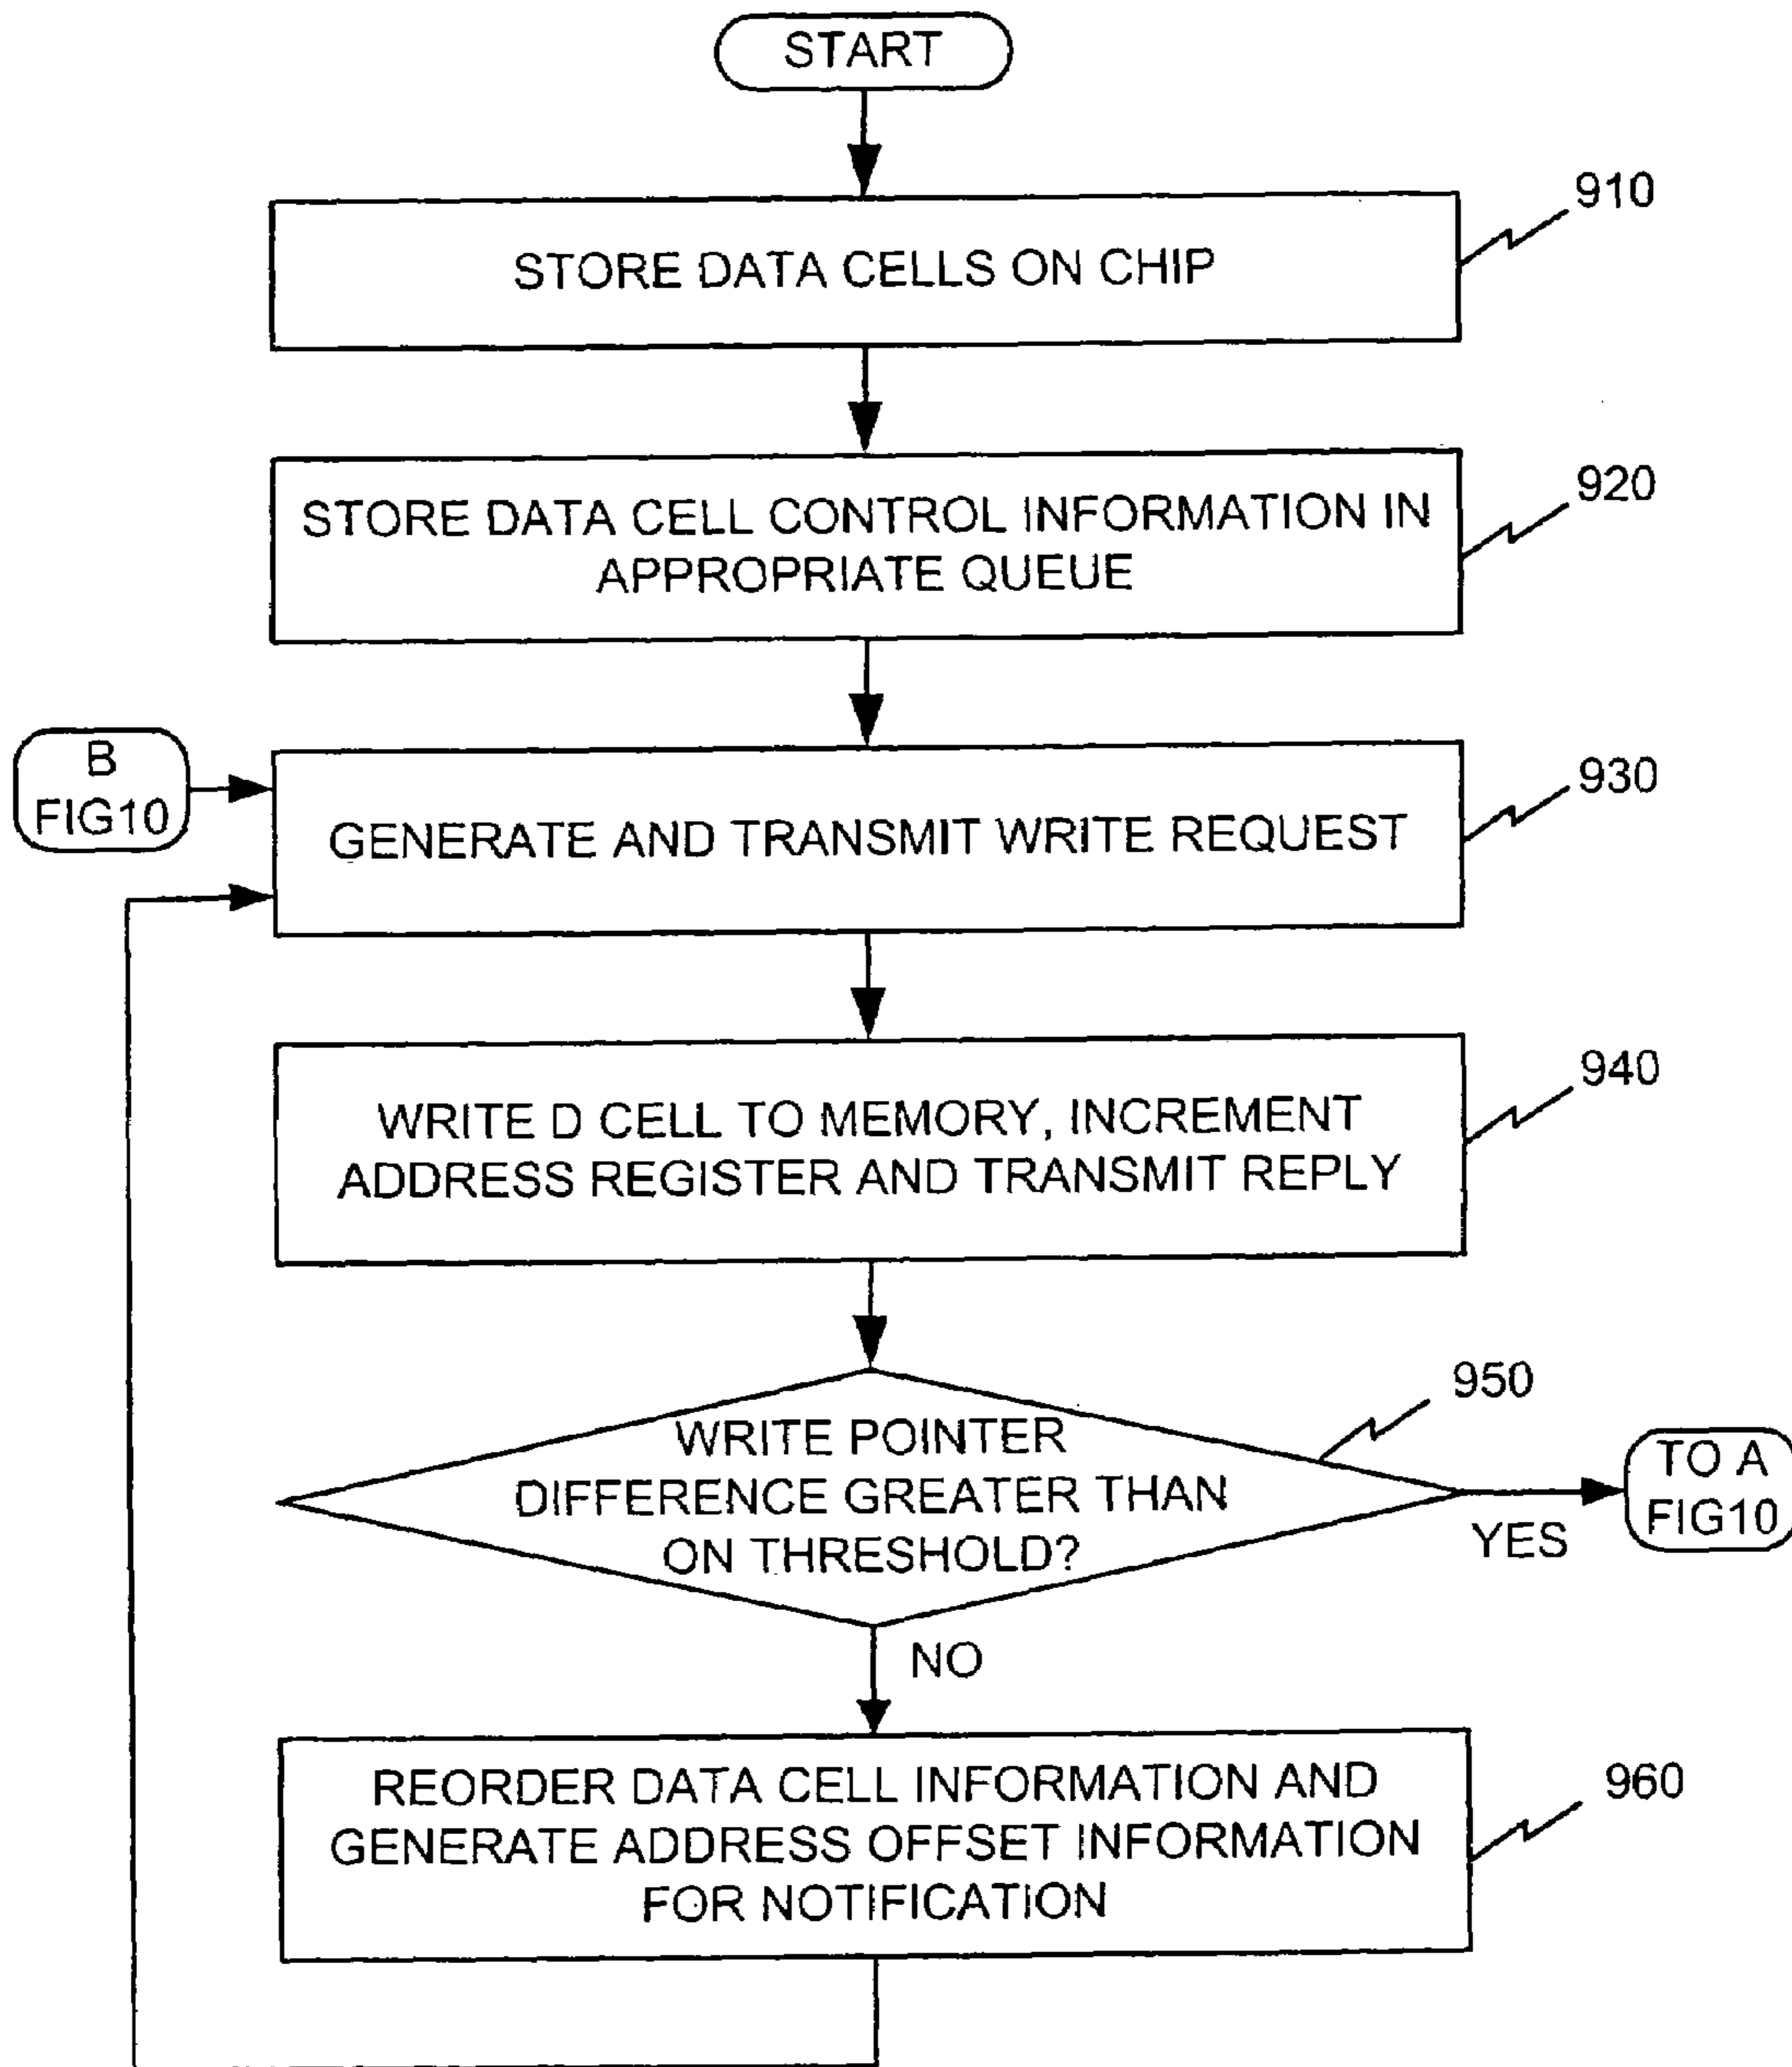 START
910
STORE DATA CELLS ON CHIP
920
STORE DATA CELL CONTROL INFORMATION IN
APPROPRIATE QUEUE
B
FIG10
930
GENERATE AND TRANSMIT WRITE REQUEST
940
WRITE D CELL TO MEMORY, INCREMENT
ADDRESS REGISTER AND TRANSMIT REPLY
950
WRITE POINTER
DIFFERENCE GREATER THAN
ON THRESHOLD?
TO A
FIG10
YES
NO
960
REORDER DATA CELL INFORMATION AND
GENERATE ADDRESS OFFSET INFORMATION
FOR NOTIFICATION